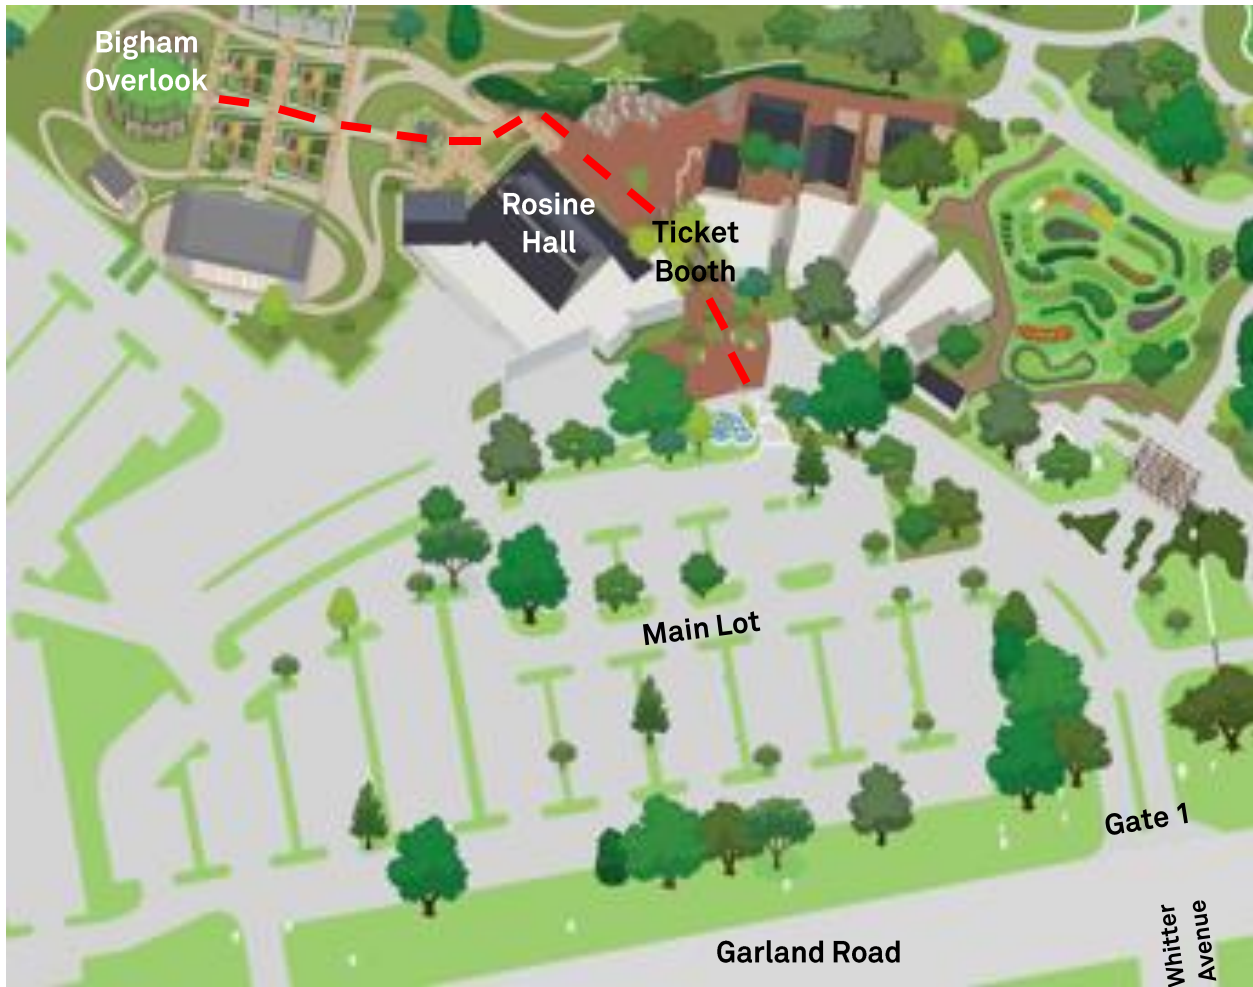 Bigham
Overlook
Rosine
Hall
Ticket
Booth
Main Lot
Gate 1
Garland Road
Whitter
Avenue